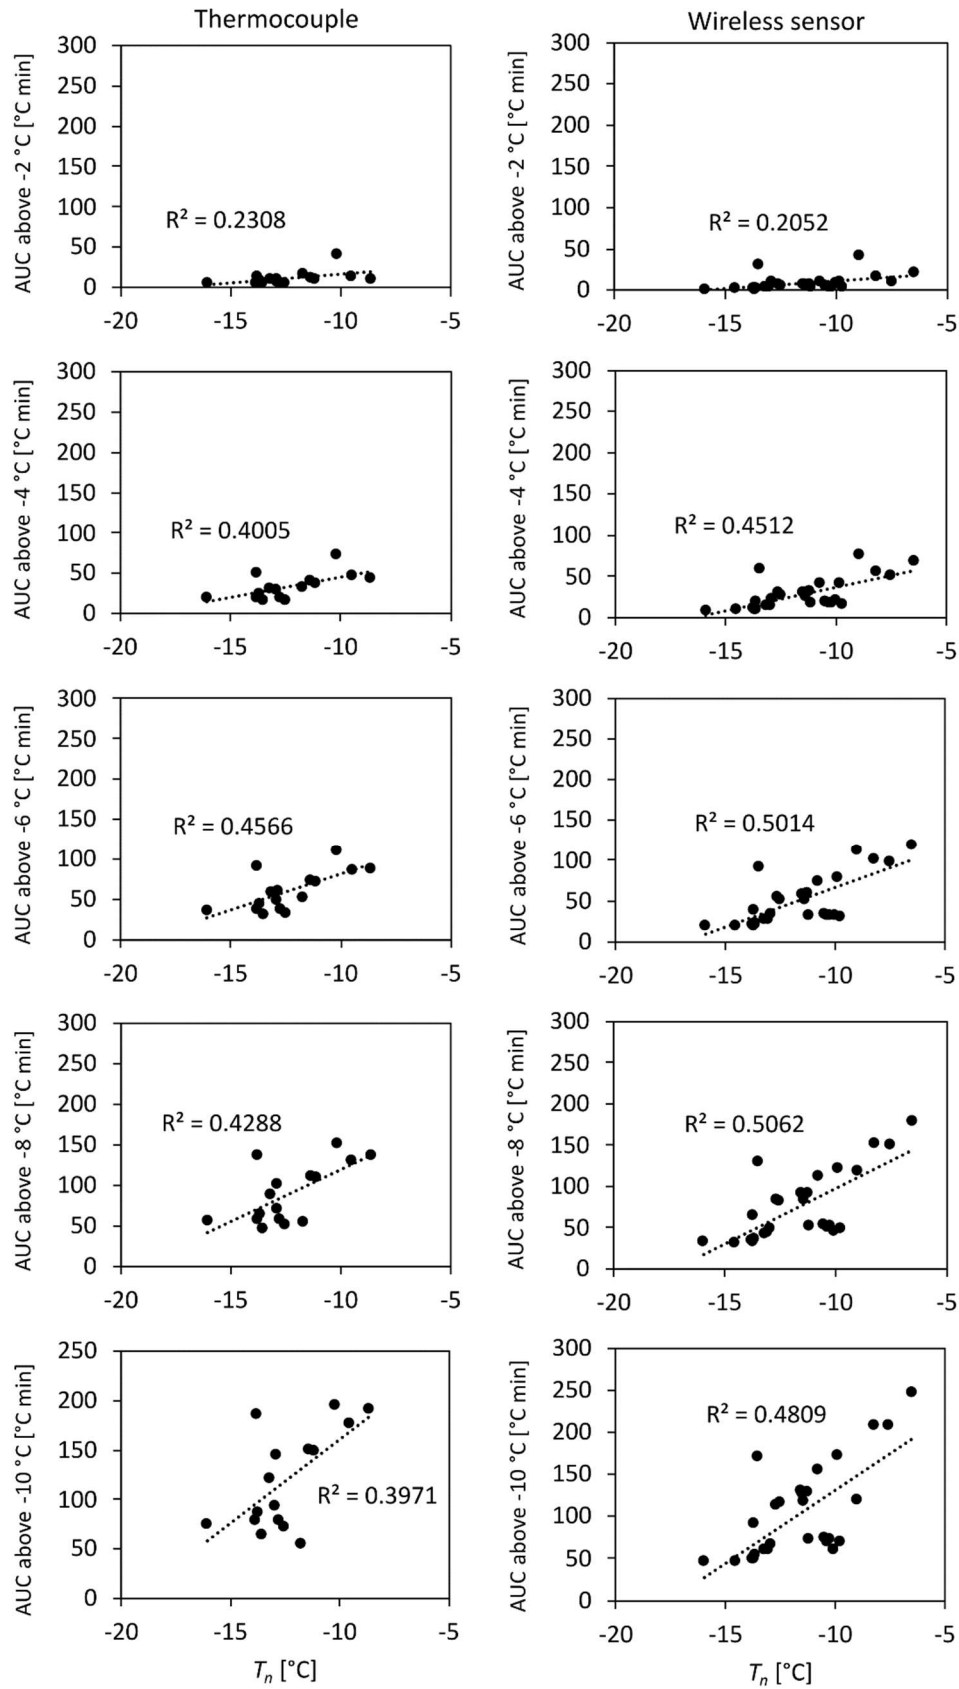 Thermocouple
Wireless sensor
AUC above -2 °C [°C min]
300
250
200
150
100
50
0
R² = 0.2308
-20 -15 -10 -5
AUC above -2 °C [°C min]
300
250
200
150
100
50
0
R² = 0.2052
-20 -15 -10 -5
AUC above -4 °C [°C min]
300
250
200
150
100
50
0
R² = 0.4005
-20 -15 -10 -5
AUC above -4 °C [°C min]
300
250
200
150
100
50
0
R² = 0.4512
-20 -15 -10 -5
AUC above -6 °C [°C min]
300
250
200
150
100
50
0
R² = 0.4566
-20 -15 -10 -5
AUC above -6 °C [°C min]
300
250
200
150
100
50
0
R² = 0.5014
-20 -15 -10 -5
AUC above -8 °C [°C min]
300
250
200
150
100
50
0
R² = 0.4288
-20 -15 -10 -5
AUC above -8 °C [°C min]
300
250
200
150
100
50
0
R² = 0.5062
-20 -15 -10 -5
AUC above -10 °C [°C min]
250
200
150
100
50
0
R² = 0.3971
-20 -15 -10 -5
Tn [°C]
AUC above -10 °C [°C min]
300
250
200
150
100
50
0
R² = 0.4809
-20 -15 -10 -5
Tn [°C]